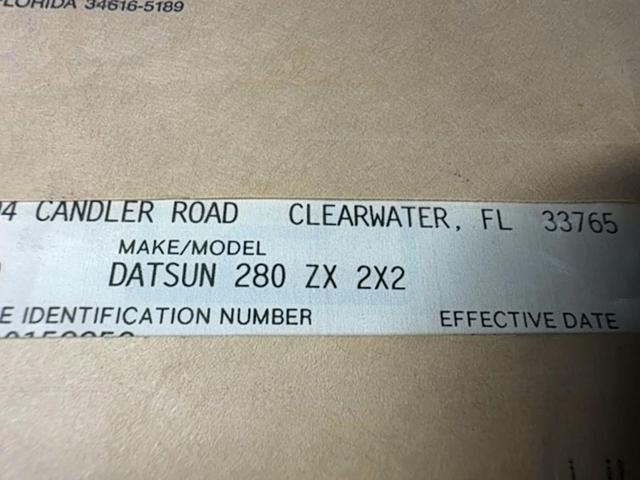 FLORIDA 34616-5189
4 CANDLER ROAD CLEARWATER, FL 33765
MAKE/MODEL
DATSUN 280 ZX 2X2
E IDENTIFICATION NUMBER EFFECTIVE DATE